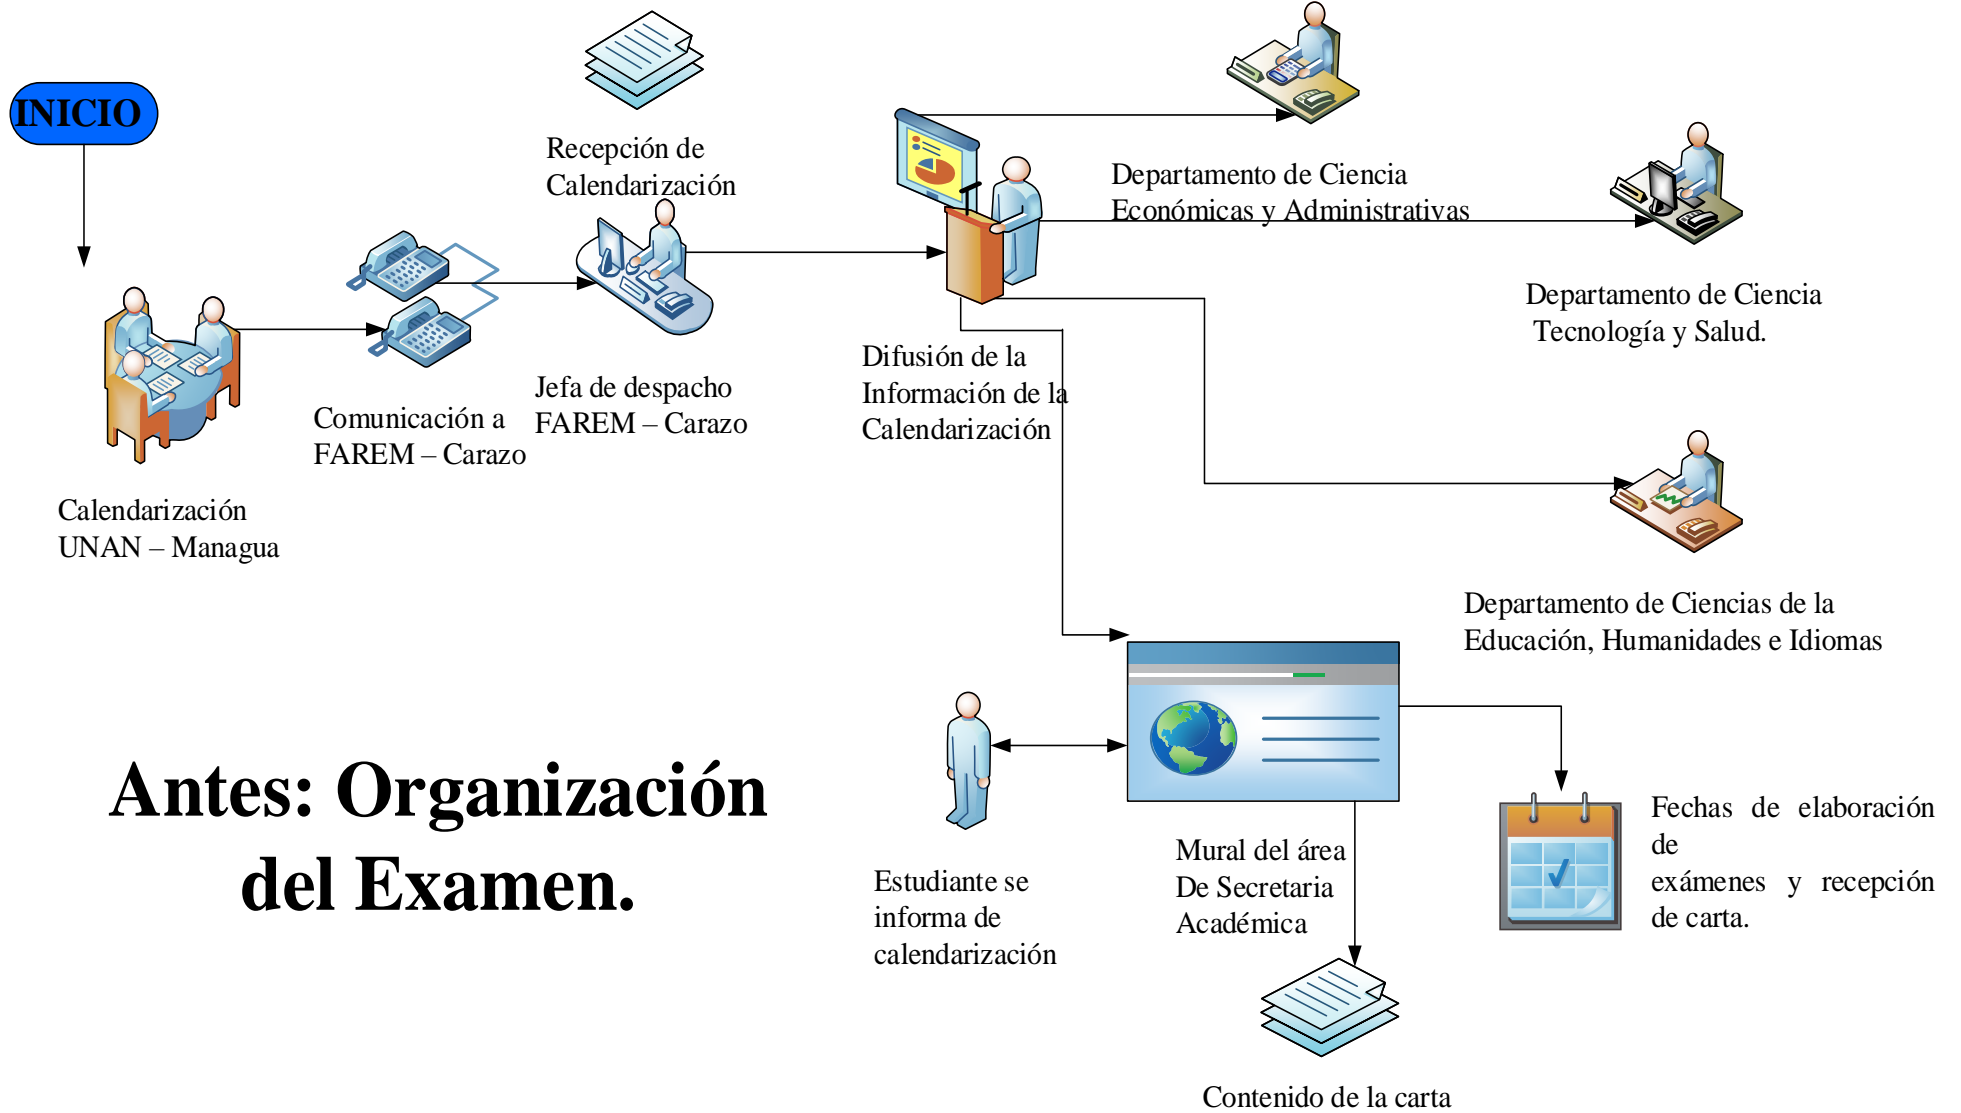 INICIO
Recepción de
Calendarización
Departamento de Ciencia
Económicas y Administrativas
Departamento de Ciencia
Tecnología y Salud.
Difusión de la
Información de la
Calendarización
Jefa de despacho
FAREM – Carazo
Comunicación a
FAREM – Carazo
Calendarización
UNAN – Managua
Departamento de Ciencias de la
Educación, Humanidades e Idiomas
Antes: Organización
del Examen.
Estudiante se
informa de
calendarización
Mural del área
De Secretaria
Académica
Fechas de elaboración
de
exámenes y recepción
de carta.
Contenido de la carta